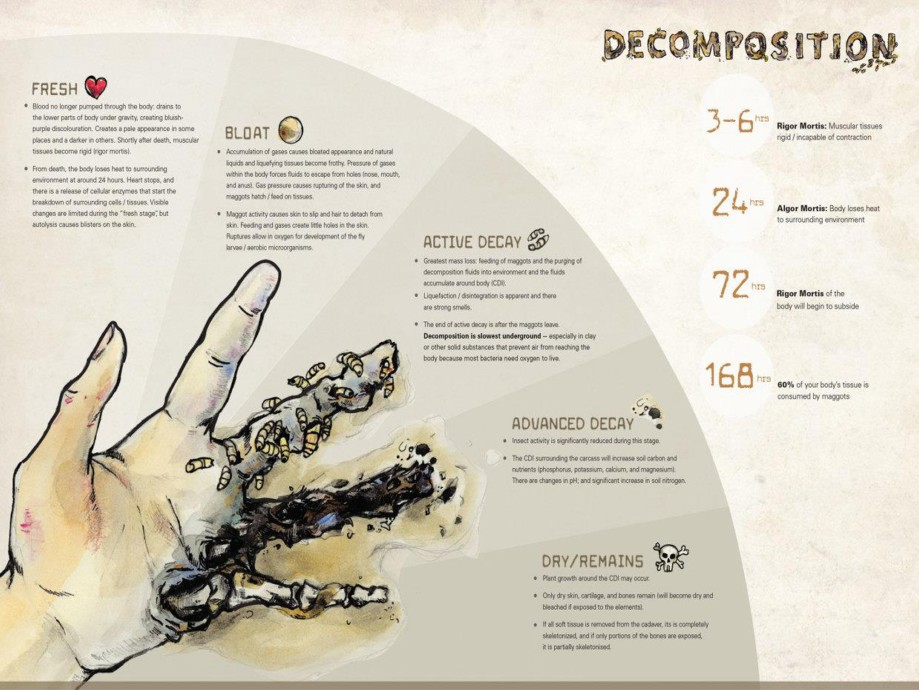 DECOMPOSITION
FRESH
Blood no longer pumped through the body: drains to
the lower parts of body under gravity, creating bluish-
purple discolouration. Creates a pale appearance in some
places and a darker in others. Shortly after death, muscular
tissues become rigid (rigor mortis).
From death, the body loses heat to surrounding
environment at around 24 hours. Heart stops, and
there is a release of cellular enzymes that start the
breakdown of cells / tissues. Visible
changes are limited during the "fresh stage", but
autolysis causes blisters on the skin.
BLOAT
Accumulation of gases causes bloated appearance and natural
liquids and liquefying tissues become frothy. Pressure of gases
within the body forces fluids to escape from holes (nose, mouth,
and anus). Gas pressure causes rupturing of the skin, and
maggots hatch / feed on tissues.
Maggot activity causes skin to slip and hair to detach from
skin. Feeding and gases create little holes in the skin.
Ruptures allow in oxygen for development of the fly
larvae / aerobic microorganisms.
ACTIVE DECAY
Greatest mass loss: feeding of maggots and the purging of
decomposition fluids into environment and the fluids
accumulate around body (CDI).
Liquefaction / disintegration is apparent and there
are strong smells.
The end of active decay is after the maggots leave.
Decomposition is slowest underground – especially in clay
or other solid substances that prevent air from reaching the
body because most bacteria need oxygen to live.
ADVANCED DECAY
Insect activity is significantly reduced during this stage.
The CDI surrounding the carcass will increase soil carbon and
nutrients (phosphorus, potassium, calcium, and magnesium).
There are changes in pH, and significant increase in soil nitrogen.
DRY/REMAINS
Plant growth around the CDI may occur.
Only dry skin, cartilage, and bones remain (will become dry and
bleached if exposed to the elements).
If all soft tissue is removed from the cadaver, its is completely
skeletonized, and if only portions of the bones are exposed,
it is partially skeletonised.
3-6 hrs
Rigor Mortis: Muscular tissues
rigid / incapable of contraction
24 hrs
Algor Mortis: Body loses heat
to surrounding environment
72 hrs
Rigor Mortis of the
body will begin to subside
168 hrs
60% of your body's tissue is
consumed by maggots